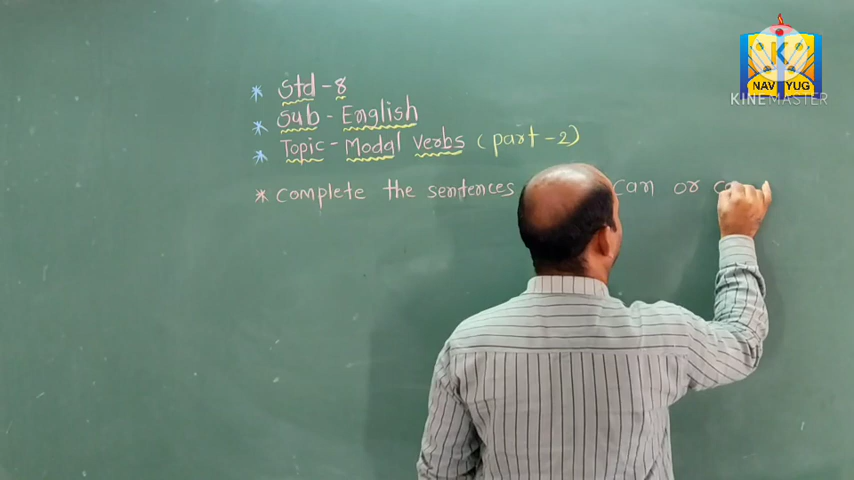 * Std - 8
* Sub - English
* Topic - Modal verbs (part - 2)
* complete the sentences can or
NAV YUG
KINEMASTER